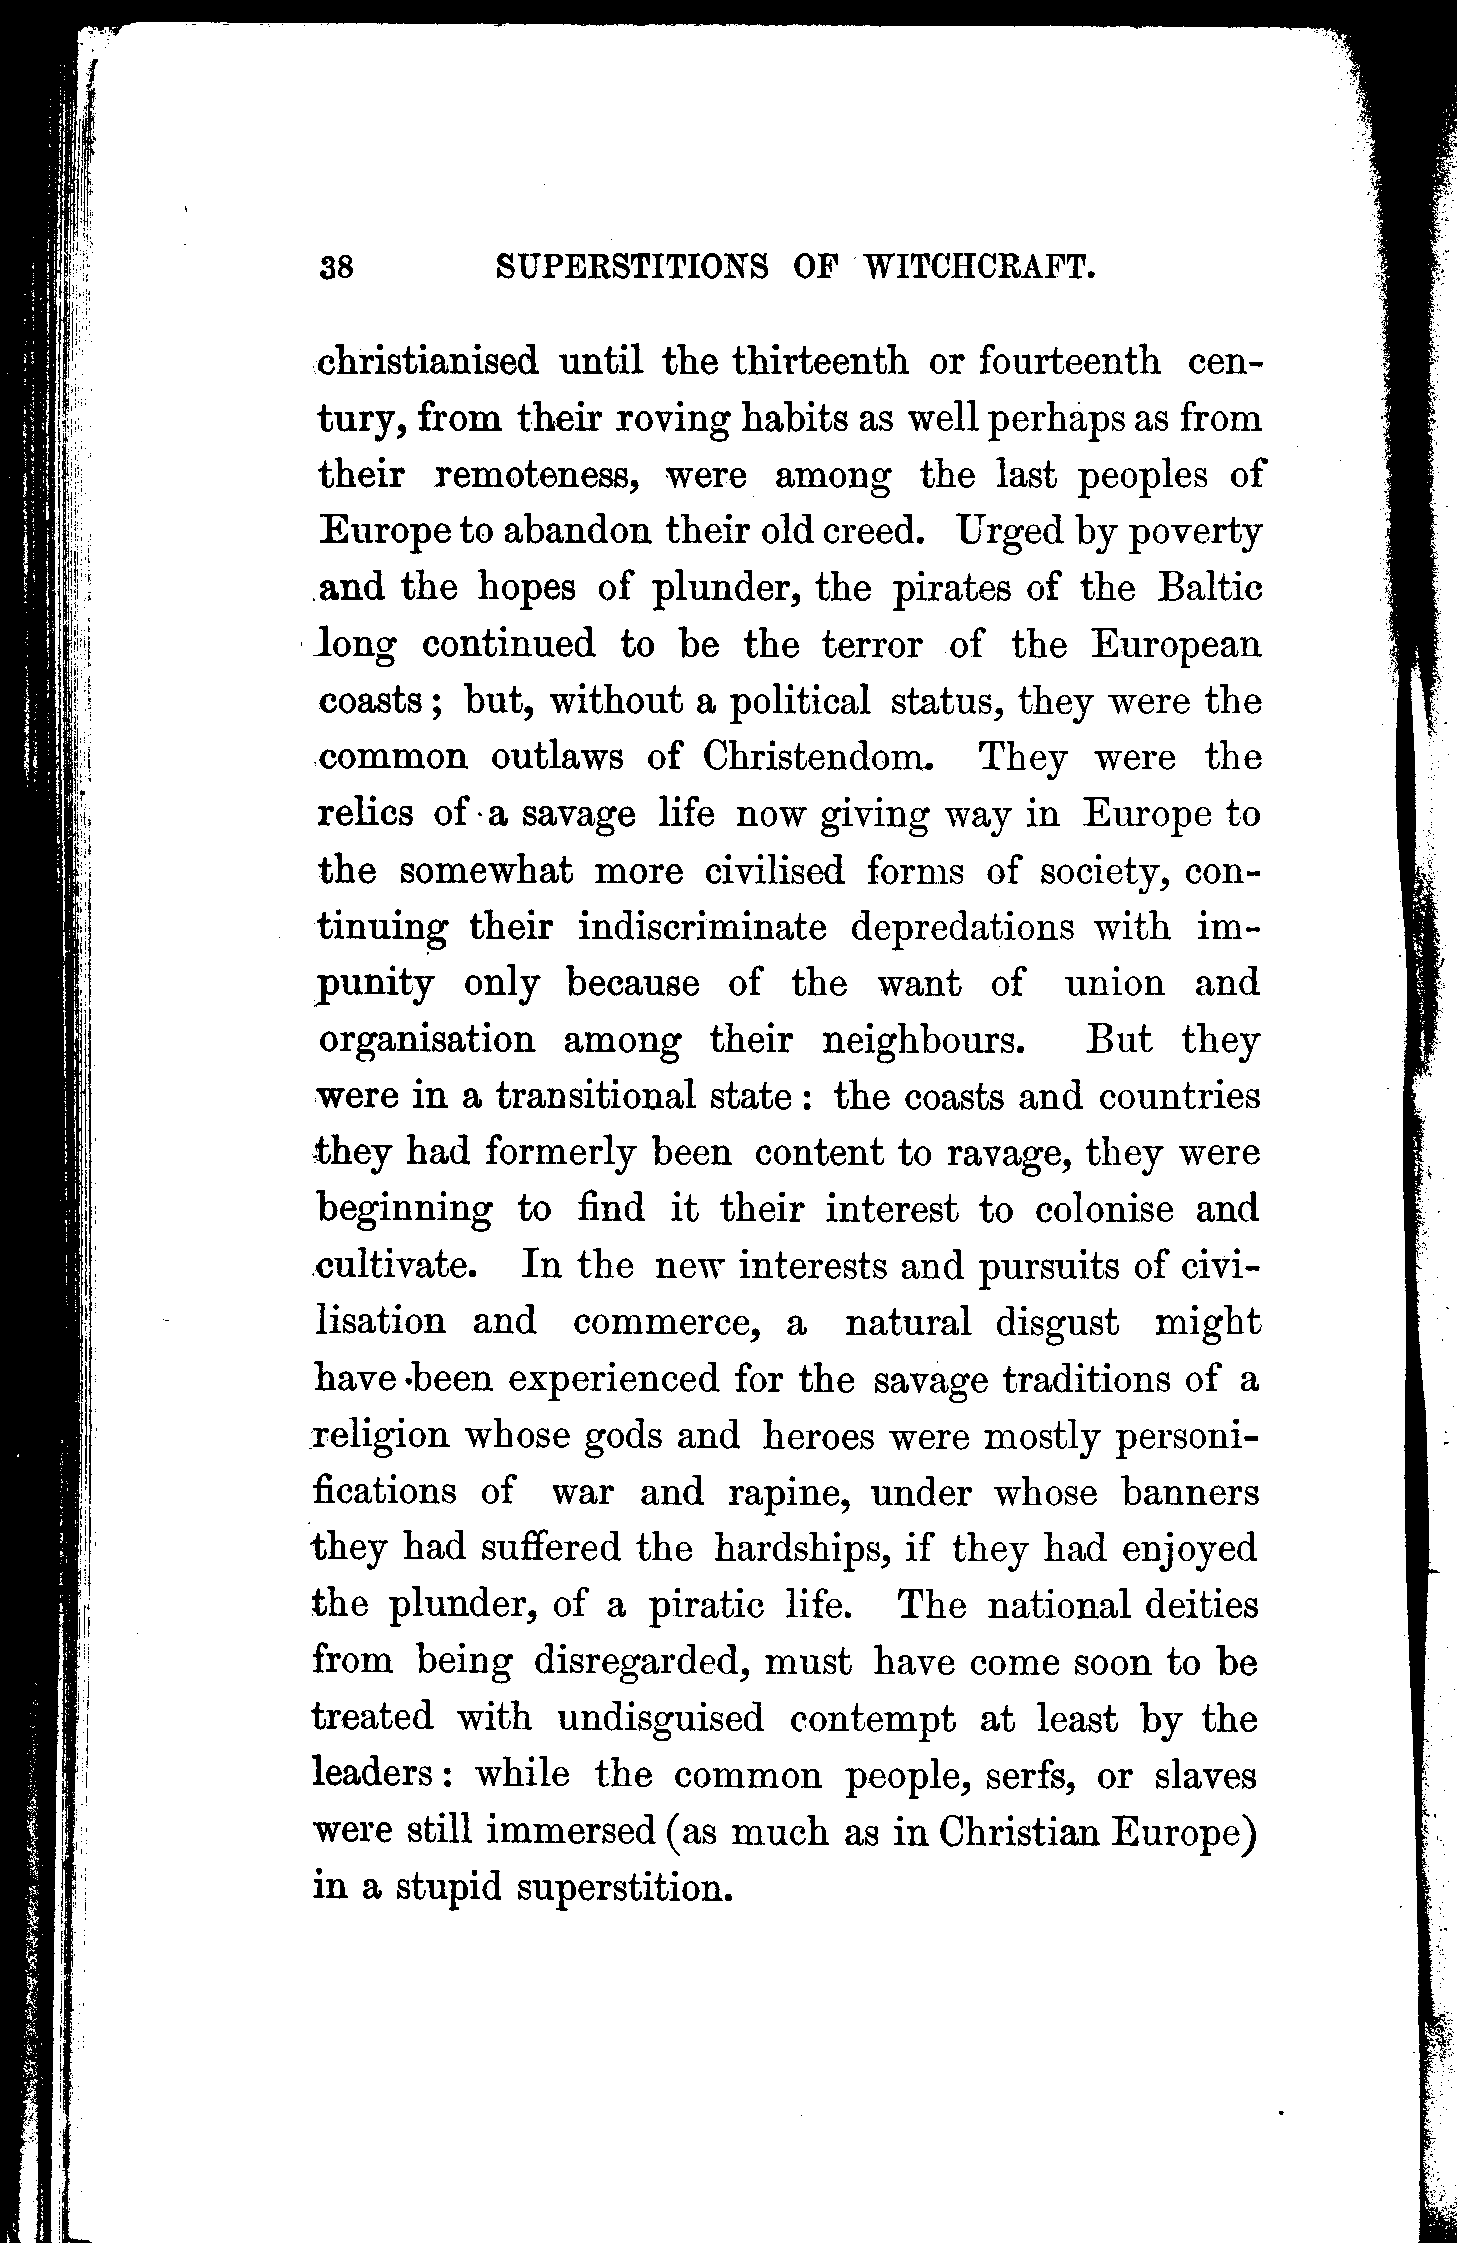 38 SUPERSTITIONS OF WITCHCRAFT.
christianised until the thirteenth or fourteenth cen-
tury, from their roving habits as well perhaps as from
their remoteness, were among the last peoples of
Europe to abandon their old creed. Urged by poverty
and the hopes of plunder, the pirates of the Baltic
long continued to be the terror of the European
coasts; but, without a political status, they were the
common outlaws of Christendom. They were the
relics of a savage life now giving way in Europe to
the somewhat more civilised forms of society, con-
tinuing their indiscriminate depredations with im-
punity only because of the want of union and
organisation among their neighbours. But they
were in a transitional state: the coasts and countries
they had formerly been content to ravage, they were
beginning to find it their interest to colonise and
cultivate. In the new interests and pursuits of civi-
lisation and commerce, a natural disgust might
have been experienced for the savage traditions of a
religion whose gods and heroes were mostly personi-
fications of war and rapine, under whose banners
they had suffered the hardships, if they had enjoyed
the plunder, of a piratic life. The national deities
from being disregarded, must have come soon to be
treated with undisguised contempt at least by the
leaders: while the common people, serfs, or slaves
were still immersed (as much as in Christian Europe)
in a stupid superstition.